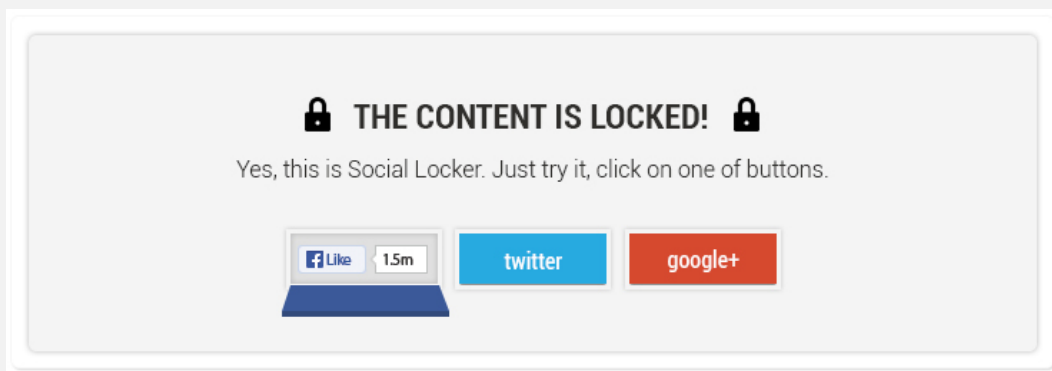 THE CONTENT IS LOCKED!
Yes, this is Social Locker. Just try it, click on one of buttons.
Like 1.5m twitter google+